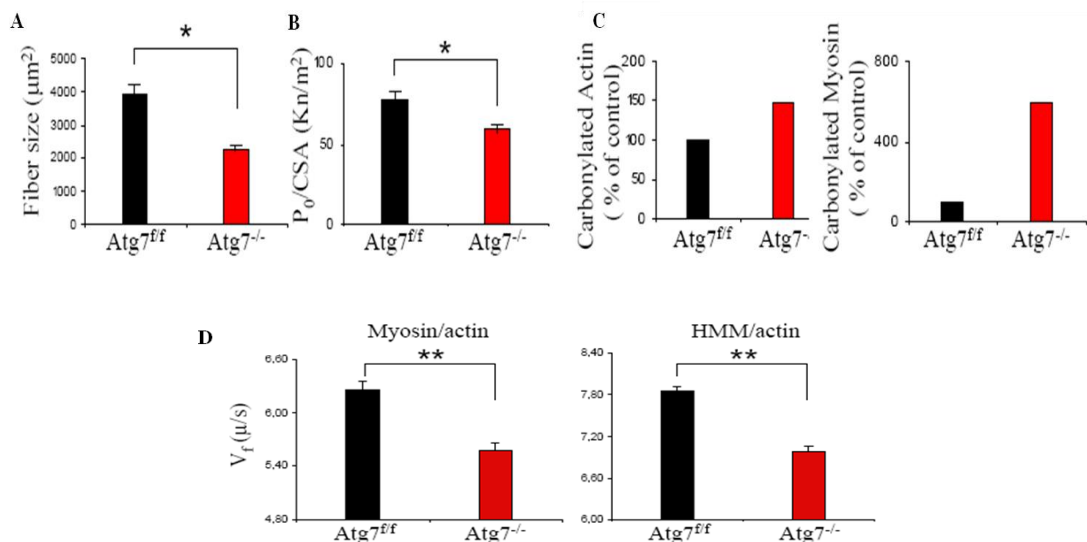 A
Fiber size (µm²)
5000
4000
3000
2000
1000
0
*
Atg7f/f
Atg7-/-
B
P0/CSA (Kn/m²)
100
50
0
*
Atg7f/f
Atg7-/-
C
Carbonylated Actin
( % of control)
200
150
100
50
0
Atg7f/f
Atg7-
Carbonylated Myosin
( % of control)
800
400
0
Atg7f/f
Atg7-/-
D
Myosin/actin
Vf (µ/s)
6,60
6,00
5,40
4,80
**
Atg7f/f
Atg7-/-
HMM/actin
8,40
7,80
7,20
6,60
6,00
**
Atg7f/f
Atg7-/-